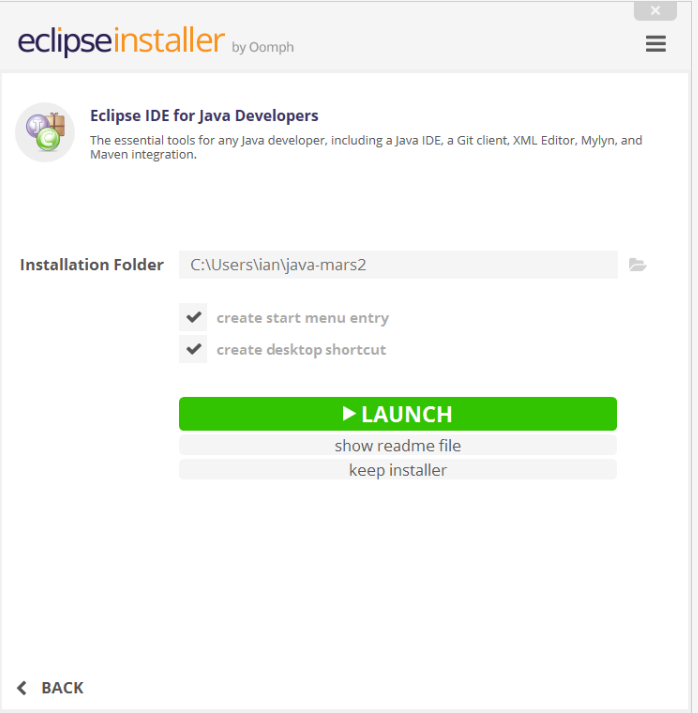 eclipseinstaller by Oomph
Eclipse IDE for Java Developers
The essential tools for any Java developer, including a Java IDE, a Git client, XML Editor, Mylyn, and
Maven integration.
Installation Folder C:\Users\ian\java-mars2
create start menu entry
create desktop shortcut
LAUNCH
show readme file
keep installer
BACK